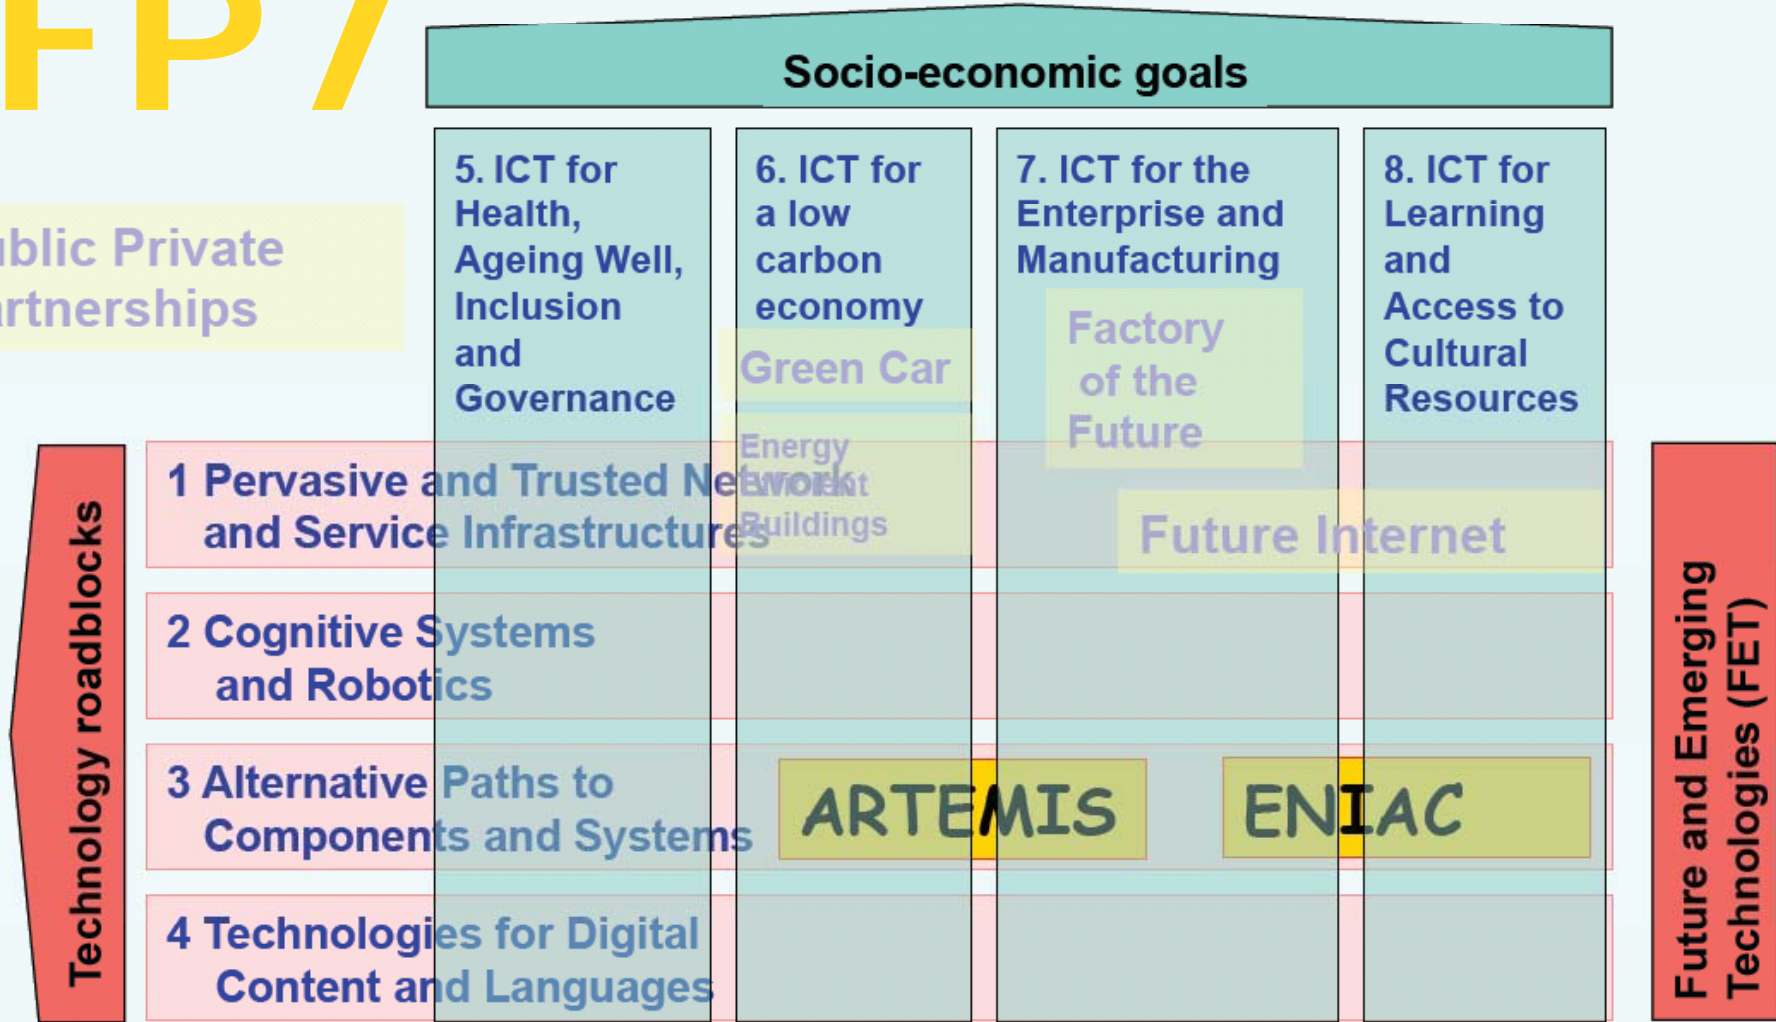 FP7
Socio-economic goals
5. ICT for
Health,
Ageing Well,
Inclusion
and
Governance
6. ICT for
a low
carbon
economy
7. ICT for the
Enterprise and
Manufacturing
8. ICT for
Learning
and
Access to
Cultural
Resources
ublic Private
artnerships
Green Car
Energy
Efficient
Buildings
Factory
of the
Future
Future Internet
Technology roadblocks
1 Pervasive and Trusted Network
and Service Infrastructures
2 Cognitive Systems
and Robotics
3 Alternative Paths to
Components and Systems
ARTEMIS
ENIAC
4 Technologies for Digital
Content and Languages
Future and Emerging
Technologies (FET)